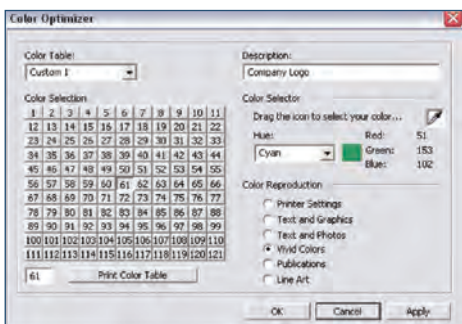 Color Optimizer
Color Table:
Custom 1
Description:
Company Logo
Color Selection
1 2 3 4 5 6 7 8 9 10 11
12 13 14 15 16 17 18 19 20 21 22
23 24 25 26 27 28 29 30 31 32 33
34 35 36 37 38 39 40 41 42 43 44
45 46 47 48 49 50 51 52 53 54 55
56 57 58 59 60 61 62 63 64 65 66
67 68 69 70 71 72 73 74 75 76 77
78 79 80 81 82 83 84 85 86 87 88
89 90 91 92 93 94 95 96 97 98 99
100 101 102 103 104 105 106 107 108 109 110
111 112 113 114 115 116 117 118 119 120 121
61
Print Color Table
Color Selector
Drag the icon to select your color...
Hue:
Cyan
Red: 51
Green: 153
Blue: 102
Color Reproduction
Printer Settings
Text and Graphics
Text and Photos
Vivid Colors
Publications
Line Art
OK
Cancel
Apply